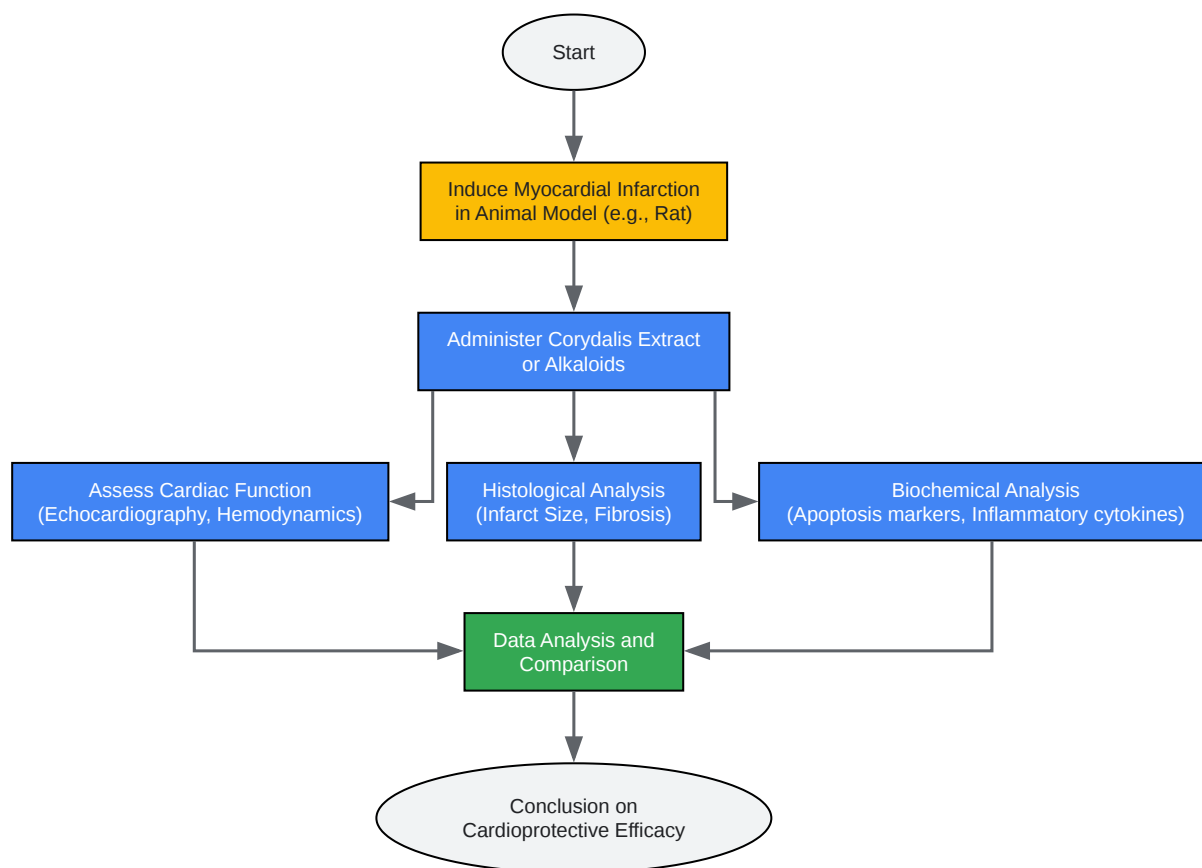 Start
Induce Myocardial Infarction
in Animal Model (e.g., Rat)
Administer Corydalis Extract
or Alkaloids
Assess Cardiac Function
(Echocardiography, Hemodynamics)
Histological Analysis
(Infarct Size, Fibrosis)
Biochemical Analysis
(Apoptosis markers, Inflammatory cytokines)
Data Analysis and
Comparison
Conclusion on
Cardioprotective Efficacy